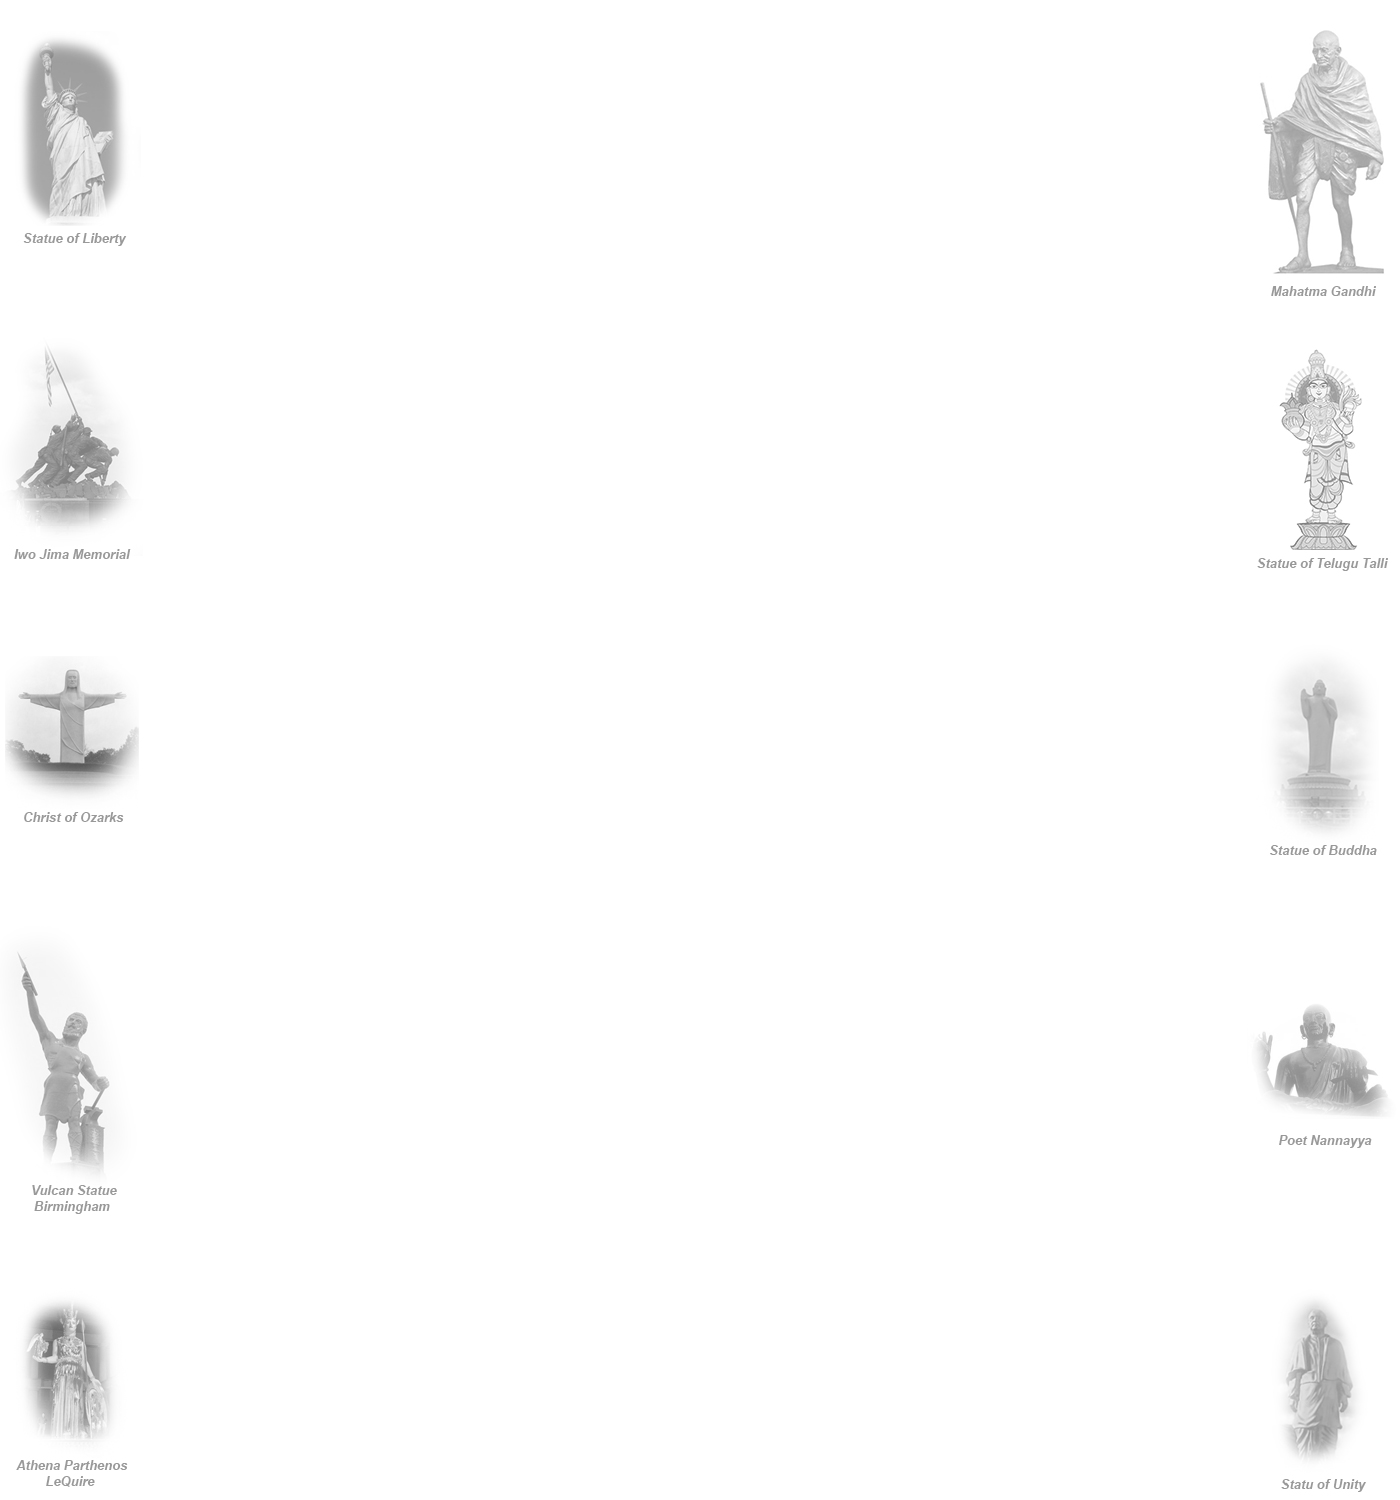 Statue of Liberty
Mahatma Gandhi
Iwo Jima Memorial
Statue of Telugu Talli
Christ of Ozarks
Statue of Buddha
Poet Nannayya
Vulcan Statue
Birmingham
Athena Parthenos
LeQuire
Statu of Unity